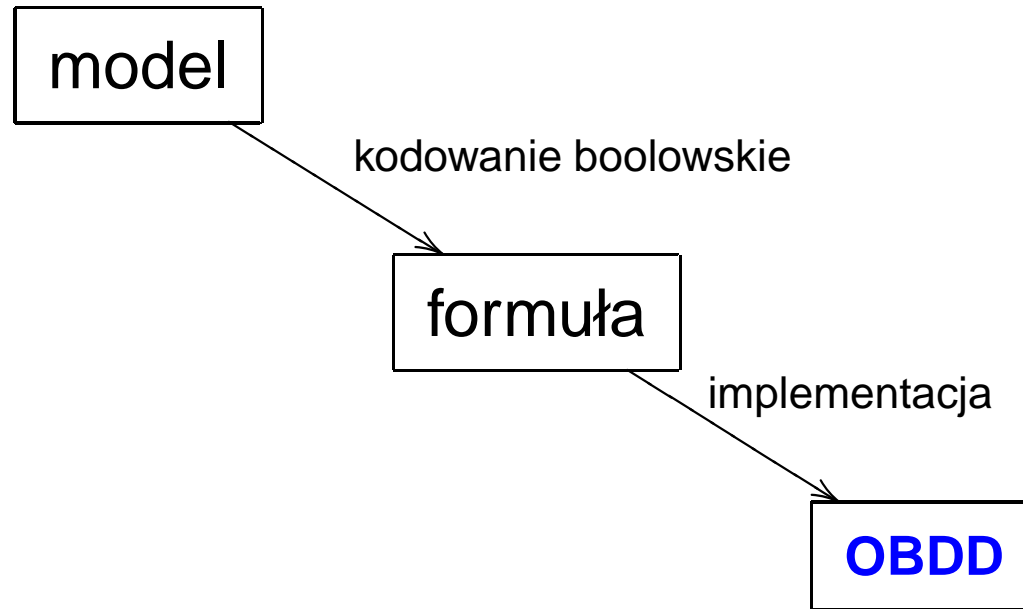 model
kodowanie boolowskie
formuła
implementacja
OBDD